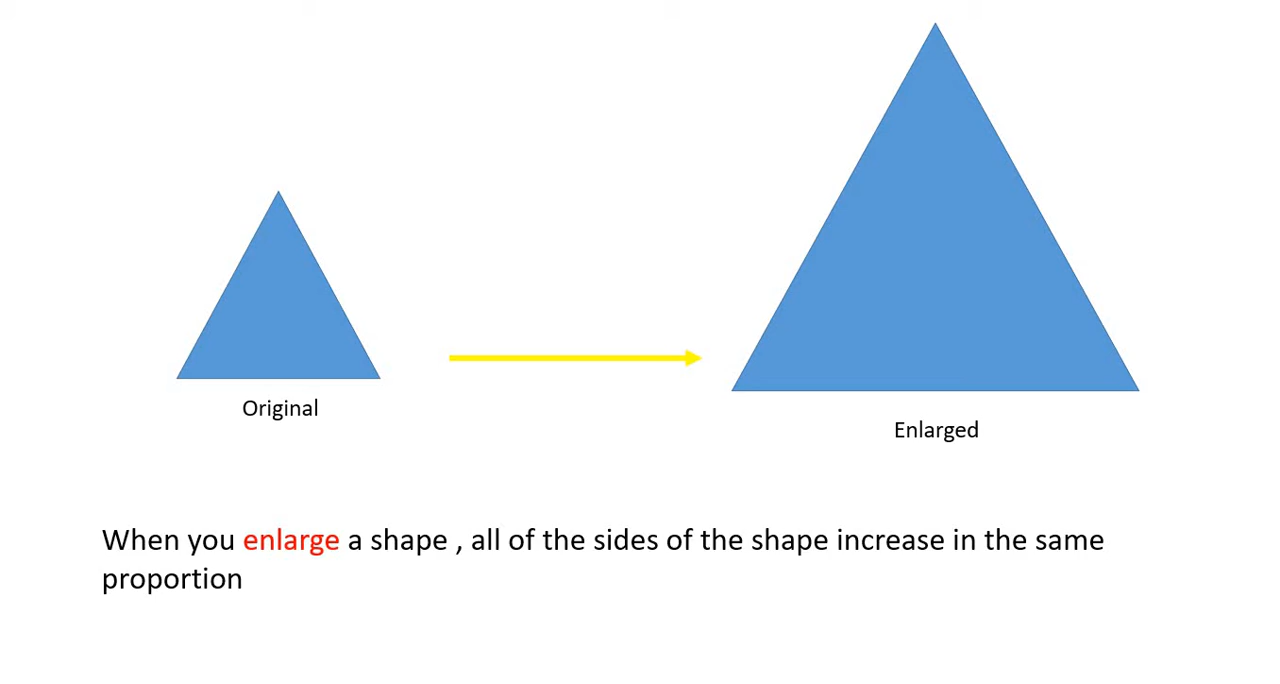 Original
Enlarged
When you enlarge a shape , all of the sides of the shape increase in the same
proportion